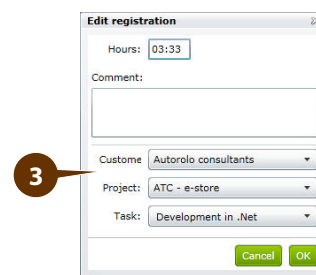 Edit registration
Hours: 03:33
Comment:
Custome Autorolo consultants
3
Project: ATC - e-store
Task: Development in .Net
Cancel OK